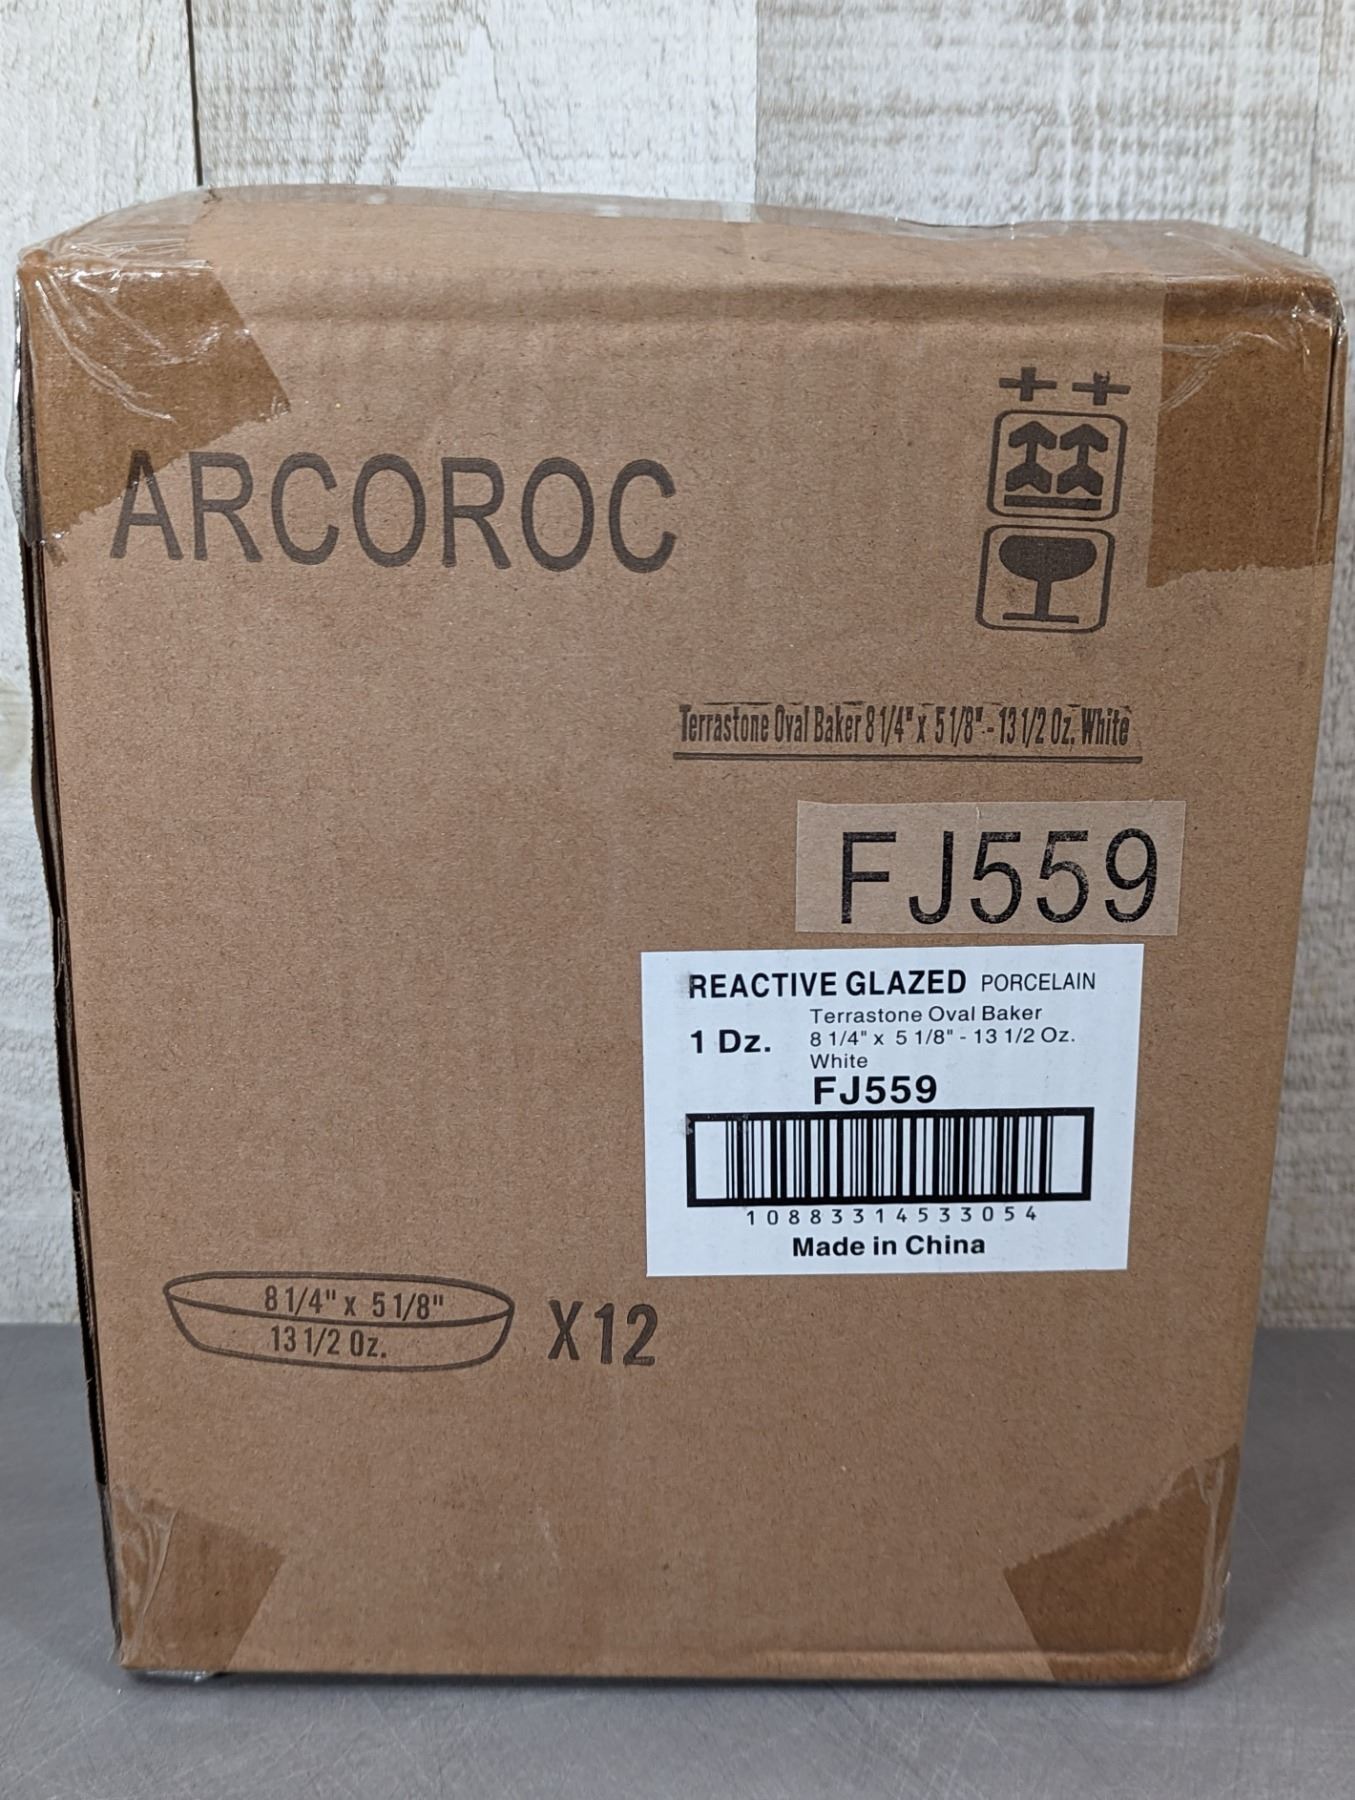 ARCOROC
Terrastone Oval Baker 8 1/4" x 5 1/8" - 13 1/2 Oz. White
FJ559
REACTIVE GLAZED PORCELAIN
1 Dz.
Terrastone Oval Baker
8 1/4" x 5 1/8" - 13 1/2 Oz.
White
FJ559
10883314533054
Made in China
8 1/4" x 5 1/8"
13 1/2 Oz.
X12